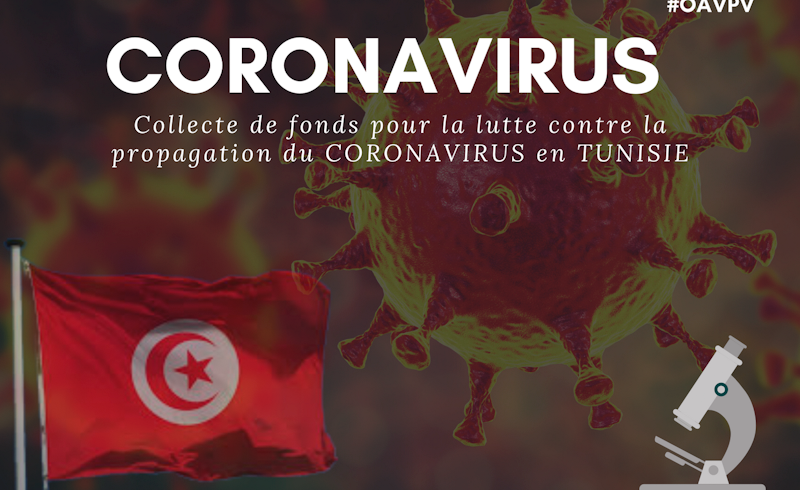 #OAVPV
CORONAVIRUS
Collecte de fonds pour la lutte contre la
propagation du CORONAVIRUS en TUNISIE